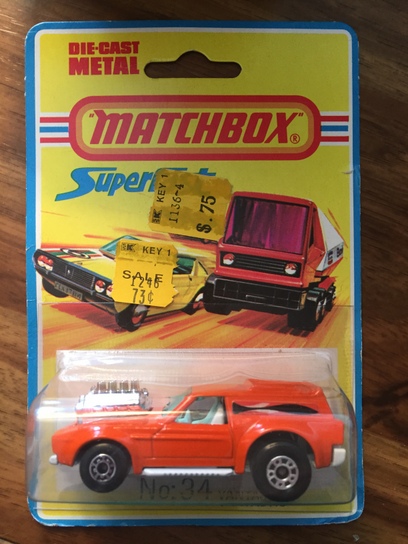 DIE-CAST
METAL
"MATCHBOX"®
Superfast
K KEY 1
1136-4
$.75
K KEY 1
SALE
1246
73¢
No: 34